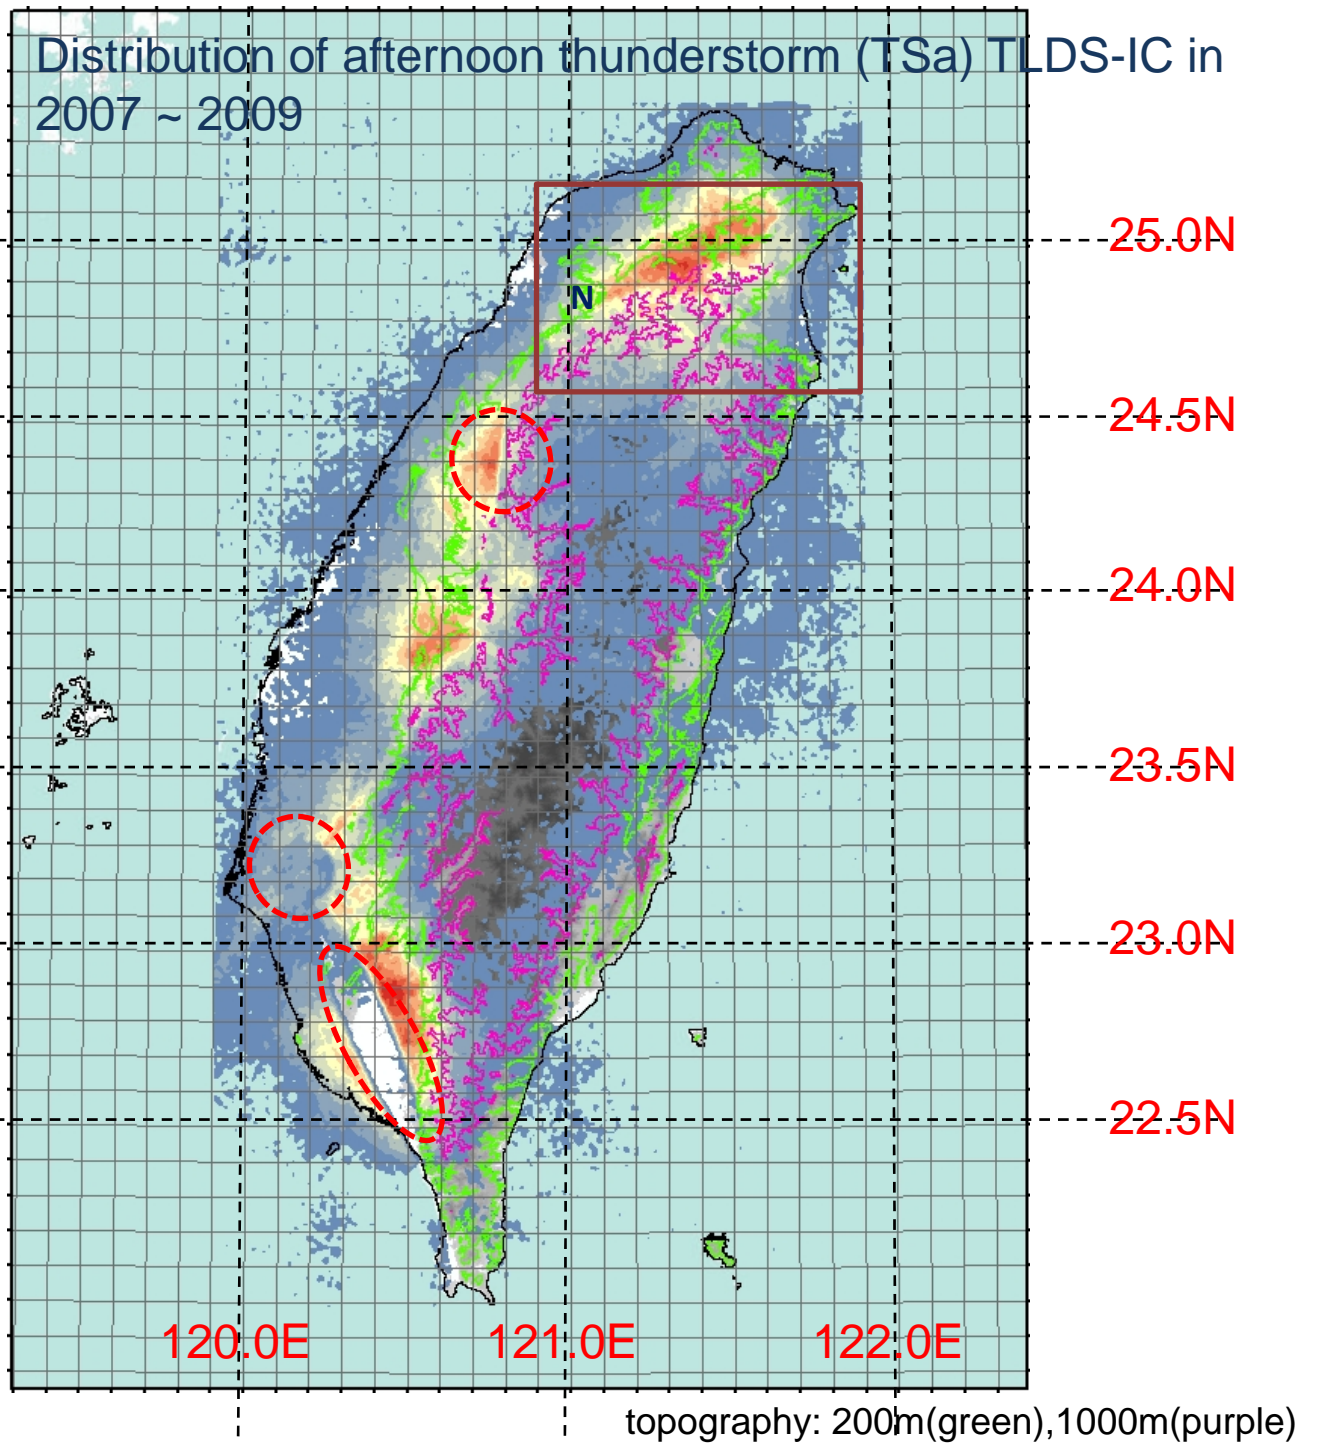 Distribution of afternoon thunderstorm (TSa) TLDS-IC in
2007 ~ 2009
25.0N
N
24.5N
24.0N
23.5N
23.0N
22.5N
120.0E 121.0E 122.0E
topography: 200m(green),1000m(purple)